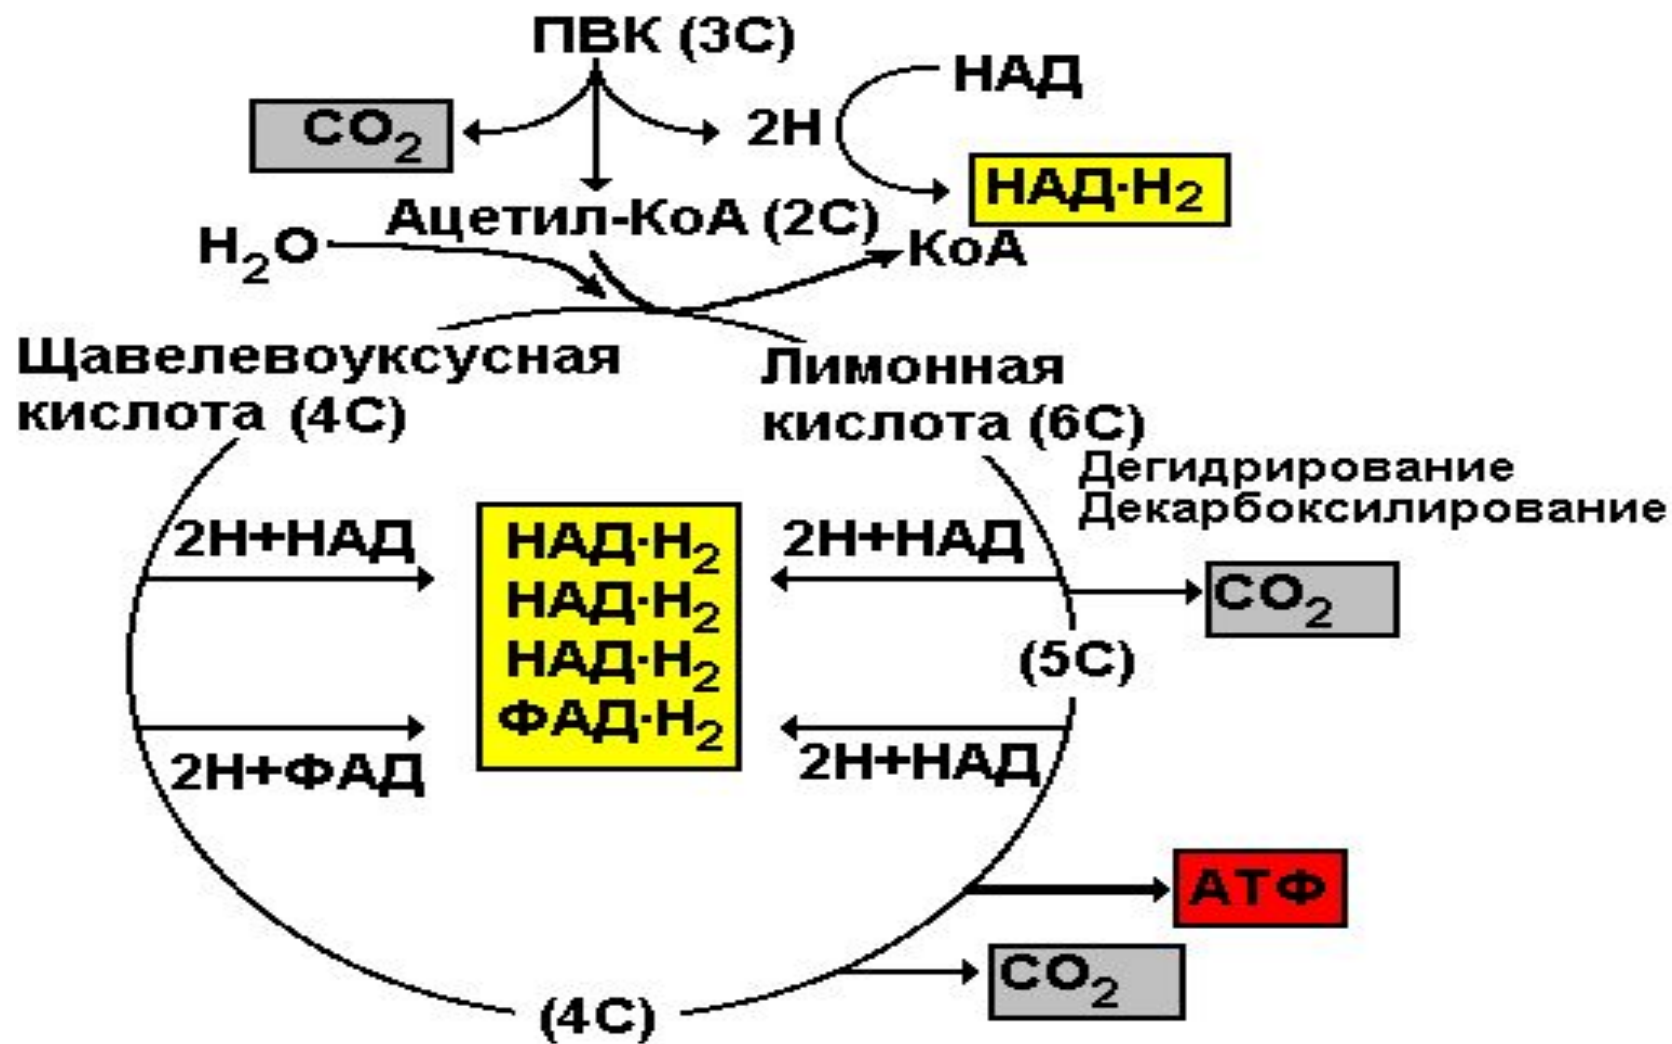 ПВК (3С)
НАД
CO₂
2Н
НАД·Н₂
Ацетил-КоА (2С)
H₂O
КоА
Щавелевоуксусная
кислота (4С)
Лимонная
кислота (6С)
Дегидрирование
Декарбоксилирование
2Н+НАД
НАД·Н₂
НАД·Н₂
НАД·Н₂
ФАД·Н₂
2Н+НАД
CO₂
(5С)
2Н+ФАД
2Н+НАД
АТФ
CO₂
(4С)